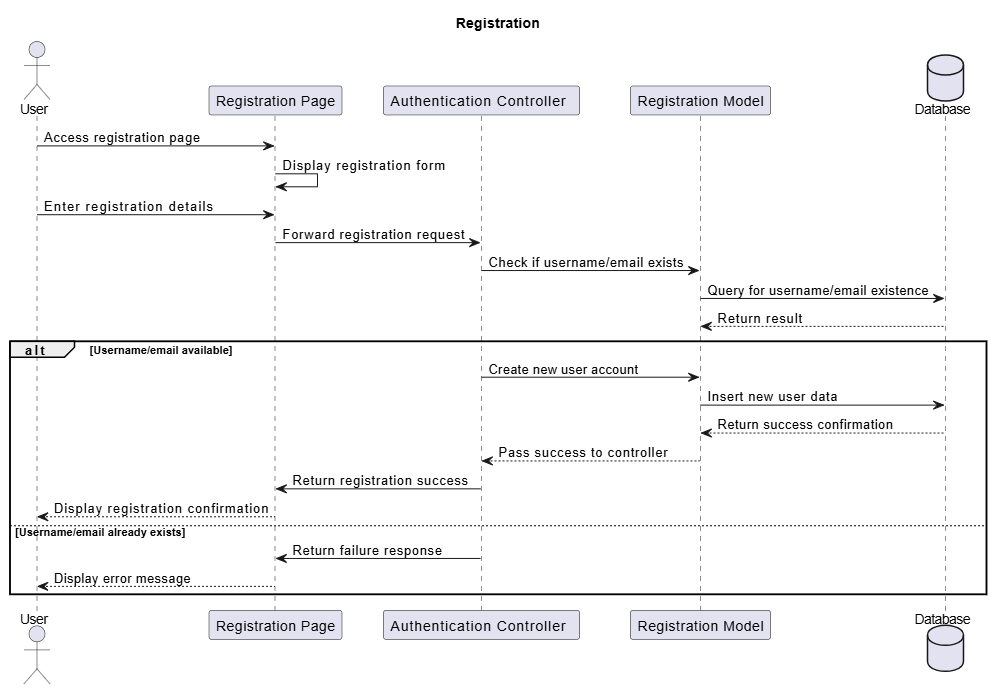 Registration
User
Registration Page
Authentication Controller
Registration Model
Database
Access registration page
Display registration form
Enter registration details
Forward registration request
Check if username/email exists
Query for username/email existence
Return result
alt
[Username/email available]
Create new user account
Insert new user data
Return success confirmation
Pass success to controller
Return registration success
Display registration confirmation
[Username/email already exists]
Return failure response
Display error message
User
Registration Page
Authentication Controller
Registration Model
Database